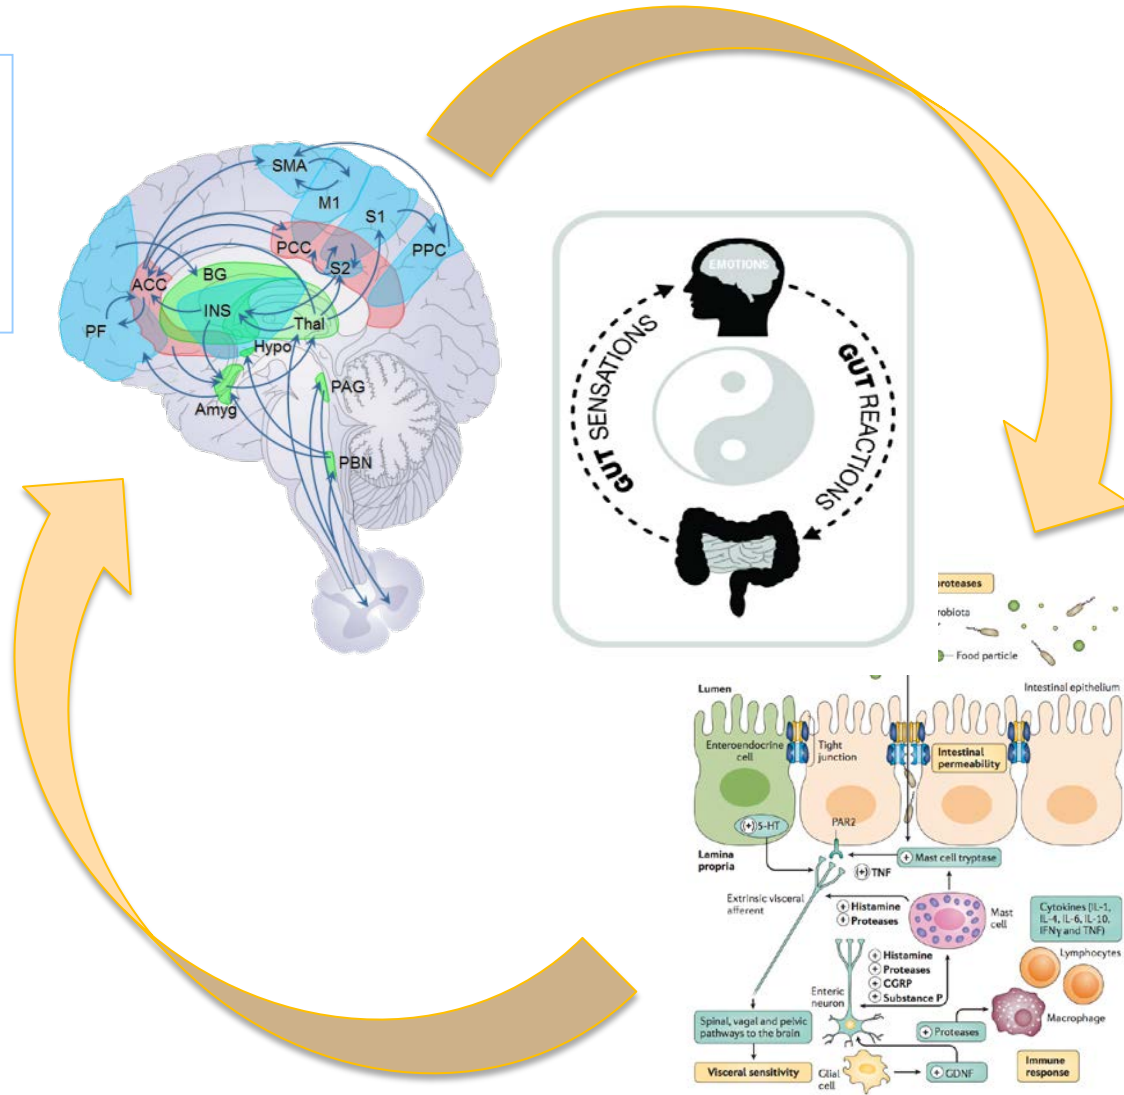 SMA
M1
S1
PCC
PPC
S2
ACC
BG
INS
Thal
PF
Hypo
Amyg
PAG
PBN
EMOTIONS
GUT SENSATIONS
GUT REACTIONS
proteases
robiota
Food particle
Lumen
Intestinal epithelium
Enteroendocrine
cell
Tight
junction
Intestinal
permeability
(+) 5-HT
PAR2
Lamina
propria
+ Mast cell tryptase
(+) TNF
Extrinsic visceral
afferent
+ Histamine
+ Proteases
Mast
cell
Cytokines (IL-1,
IL-4, IL-6, IL-10,
IFNγ and TNF)
Lymphocytes
+ Histamine
+ Proteases
+ CGRP
+ Substance P
Enteric
neuron
Macrophage
Spinal, vagal and pelvic
pathways to the brain
+ Proteases
Visceral sensitivity
Glial
cell
+ GDNF
Immune
response